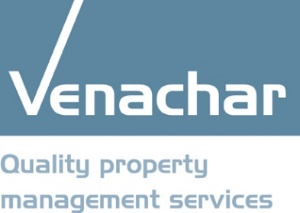 Venachar
Quality property
management services